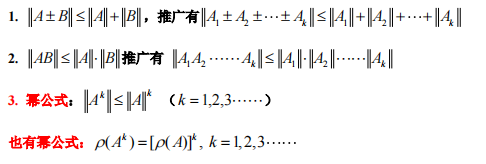 1. ‖A±B‖≤‖A‖+‖B‖，推广有‖A₁±A₂±⋯±Aₖ‖≤‖A₁‖+‖A₂‖+⋯+‖Aₖ‖
2. ‖AB‖≤‖A‖·‖B‖推广有 ‖A₁A₂……Aₖ‖≤‖A₁‖·‖A₂‖……‖Aₖ‖
3. 幂公式：‖Aᵏ‖≤‖A‖ᵏ （k=1,2,3……）
也有幂公式：ρ(Aᵏ)=[ρ(A)]ᵏ, k=1,2,3……